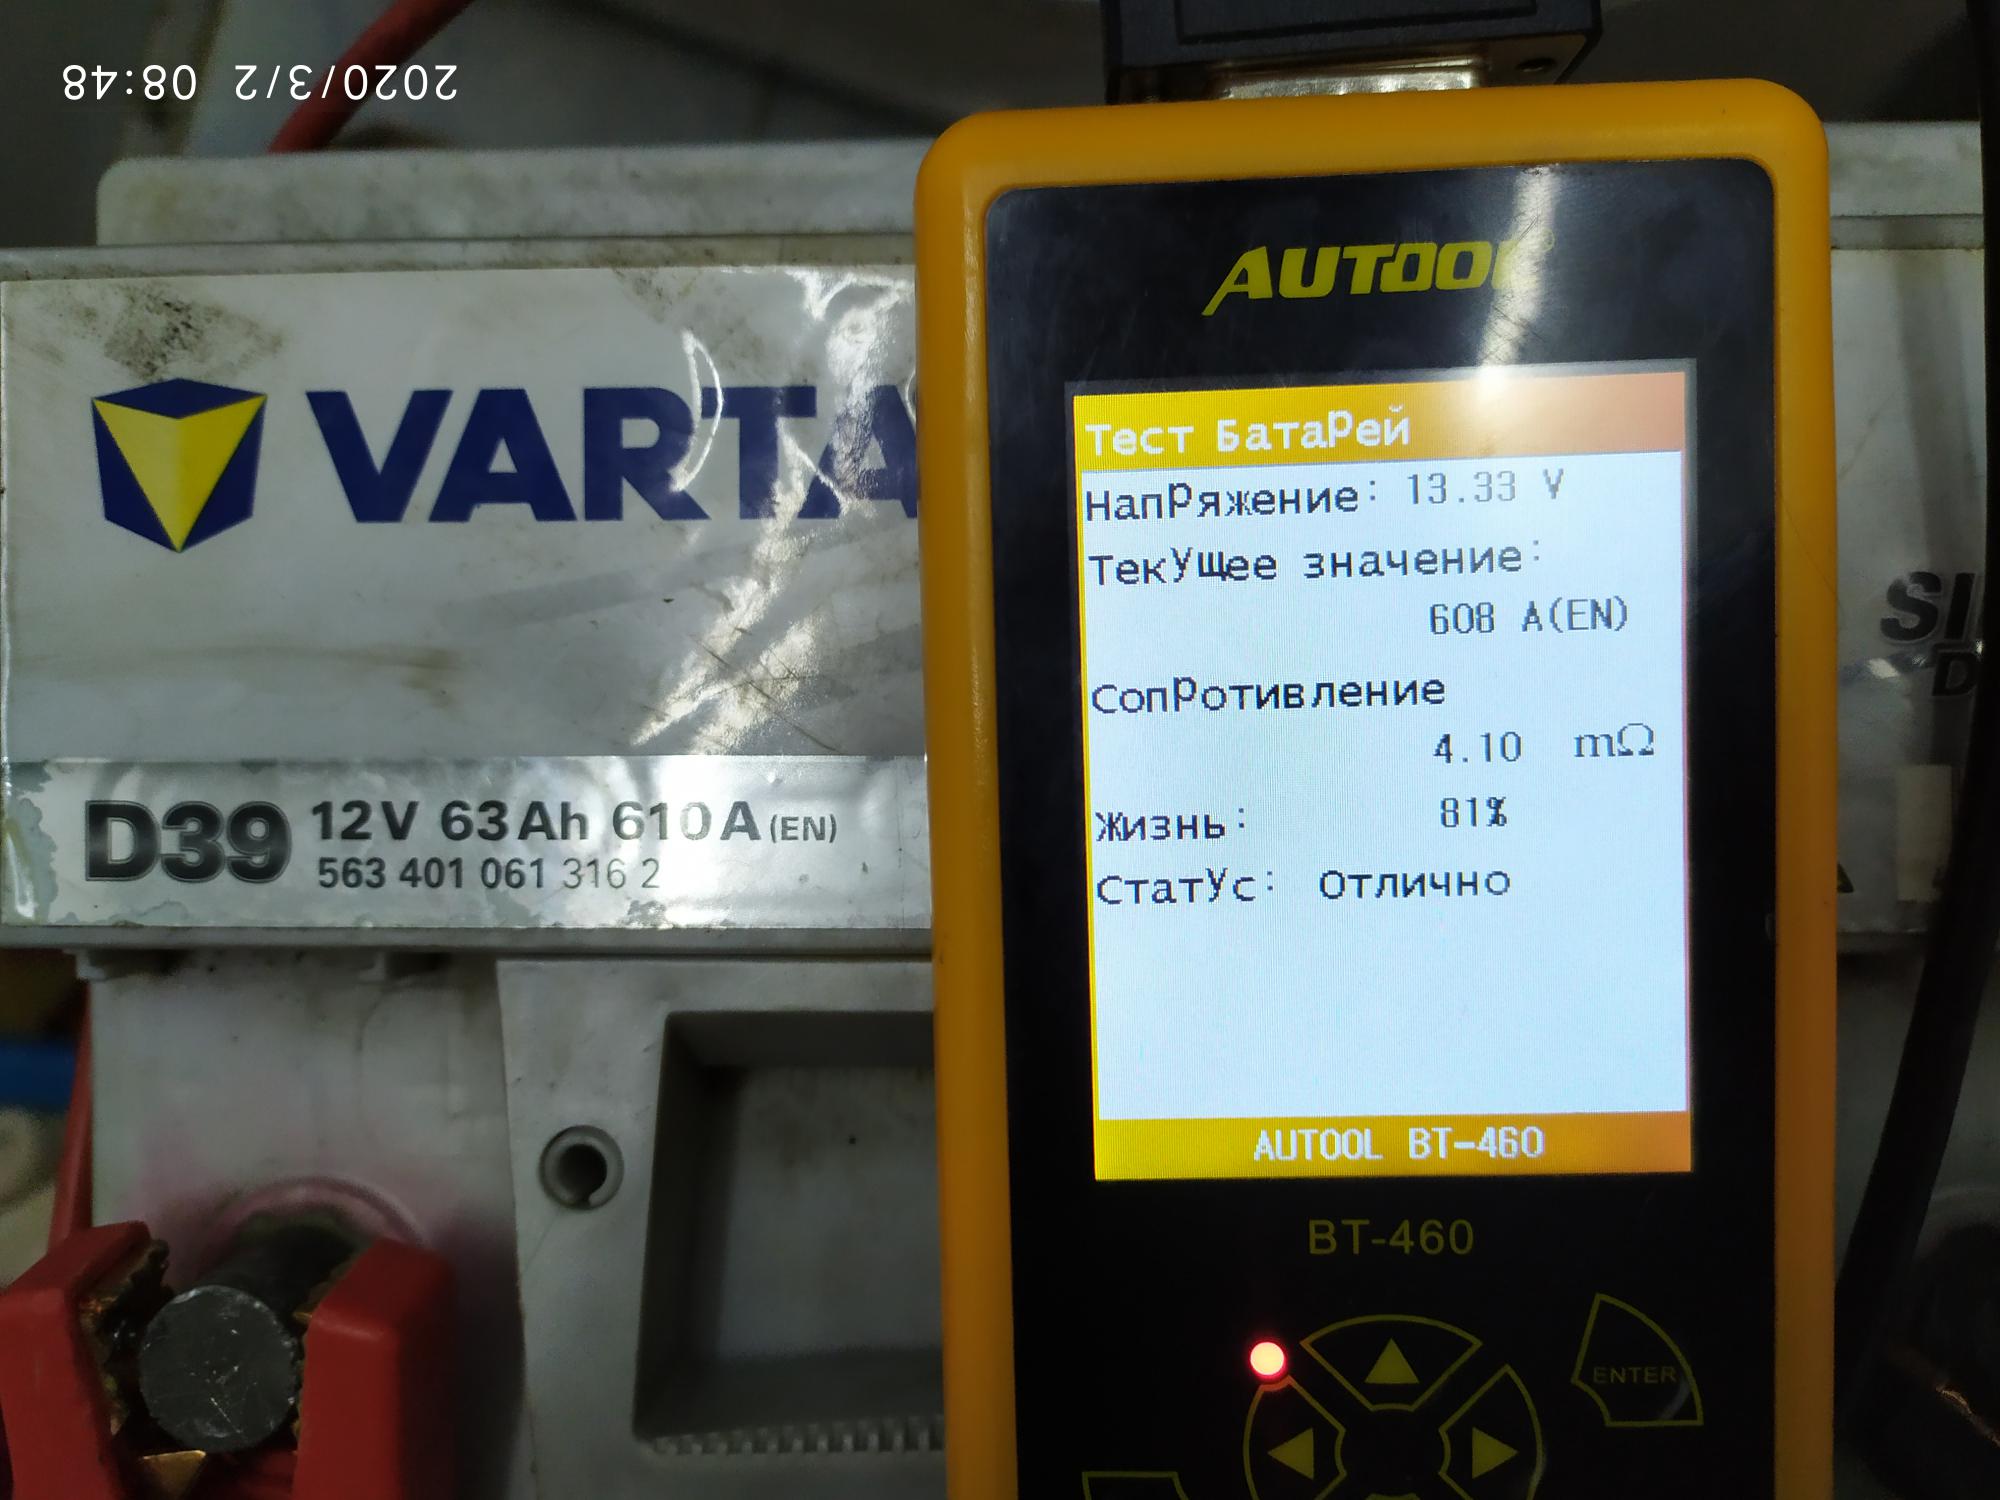 2020/3/2 08:48
VARTA
D39 12V 63Ah 610A (EN)
563 401 061 316 2
AUTOOL
Тест Батарей
Напряжение: 13.33 V
Текущее значение:
608 A(EN)
Сопротивление
4.10 mΩ
Жизнь: 81%
Статус: Отлично
AUTOOL BT-460
BT-460
ENTER